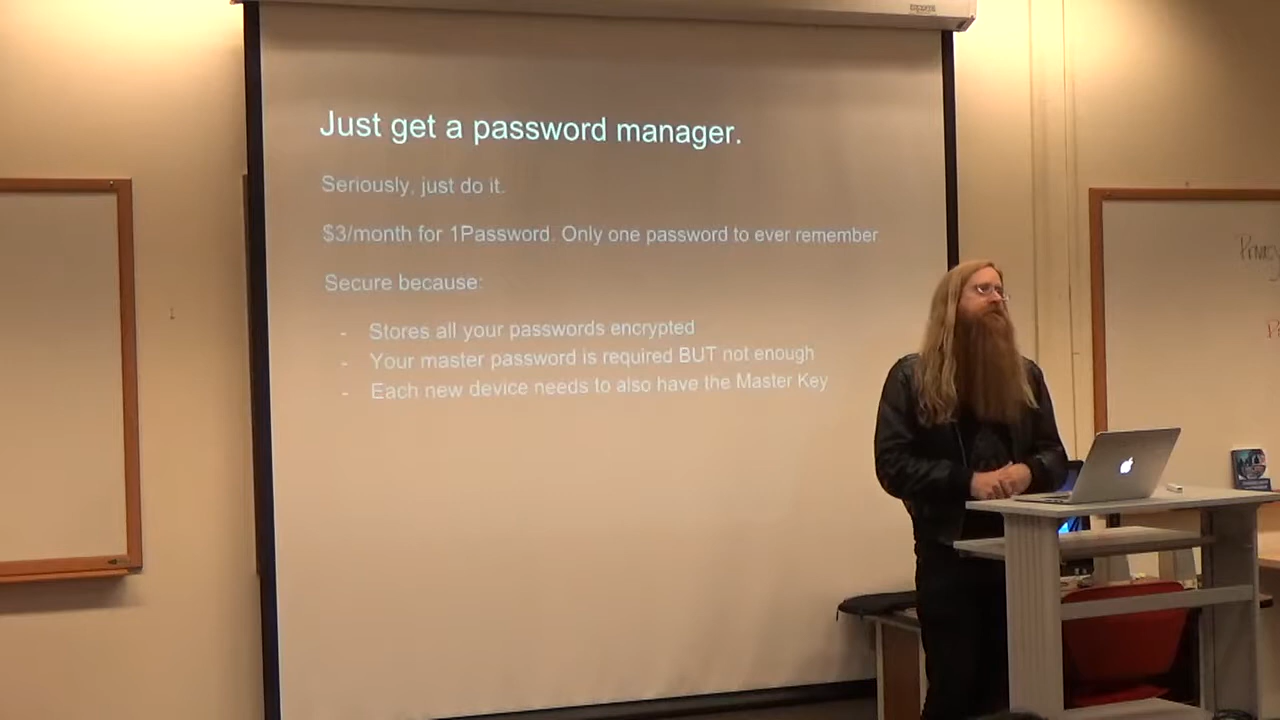 Just get a password manager.
Seriously, just do it.
$3/month for 1Password. Only one password to ever remember
Secure because:
- Stores all your passwords encrypted
- Your master password is required BUT not enough
- Each new device needs to also have the Master Key